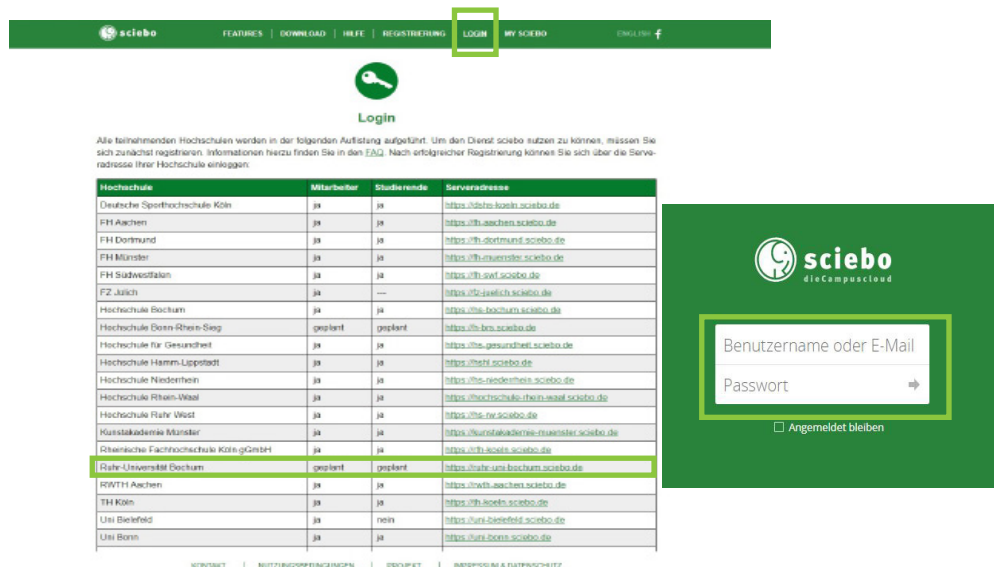 sciebo FEATURES | DOWNLOAD | HILFE | REGISTRIERUNG LOGIN MY SCIEBO ENGLISH f
Login
Alle teilnehmenden Hochschulen werden in der folgenden Auflistung aufgeführt. Um den Dienst sciebo nutzen zu können, müssen Sie
sich zunächst registrieren. Informationen hierzu finden Sie in den FAQ. Nach erfolgreicher Registrierung können Sie sich über die Serve-
radresse Ihrer Hochschule einloggen:
Hochschule Mitarbeiter Studierende Serveradresse
Deutsche Sporthochschule Köln ja ja https://dshs-koeln.sciebo.de
FH Aachen ja ja https://fh-aachen.sciebo.de
FH Dortmund ja ja https://fh-dortmund.sciebo.de
FH Münster ja ja https://fh-muenster.sciebo.de
FH Südwestfalen ja ja https://fh-swf.sciebo.de
FZ Jülich ja --- https://fz-juelich.sciebo.de
Hochschule Bochum ja ja https://hs-bochum.sciebo.de
Hochschule Bonn-Rhein-Sieg geplant geplant https://h-brs.sciebo.de
Hochschule für Gesundheit ja ja https://hs-gesundheit.sciebo.de
Hochschule Hamm-Lippstadt ja ja https://hshl.sciebo.de
Hochschule Niederrhein ja ja https://hs-niederrhein.sciebo.de
Hochschule Rhein-Waal ja ja https://hochschule-rhein-waal.sciebo.de
Hochschule Ruhr West ja ja https://hs-rw.sciebo.de
Kunstakademie Münster ja ja https://kunstakademie-muenster.sciebo.de
Rheinische Fachhochschule Köln gGmbH ja ja https://rfh-koeln.sciebo.de
Ruhr-Universität Bochum geplant geplant https://ruhr-uni-bochum.sciebo.de
RWTH Aachen ja ja https://rwth-aachen.sciebo.de
TH Köln ja ja https://th-koeln.sciebo.de
Uni Bielefeld ja nein https://uni-bielefeld.sciebo.de
Uni Bonn ja ja https://uni-bonn.sciebo.de
KONTAKT | NUTZUNGSBEDINGUNGEN | PROJEKT | IMPRESSUM & DATENSCHUTZ
sciebo
dieCampuscloud
Benutzername oder E-Mail
Passwort
Angemeldet bleiben